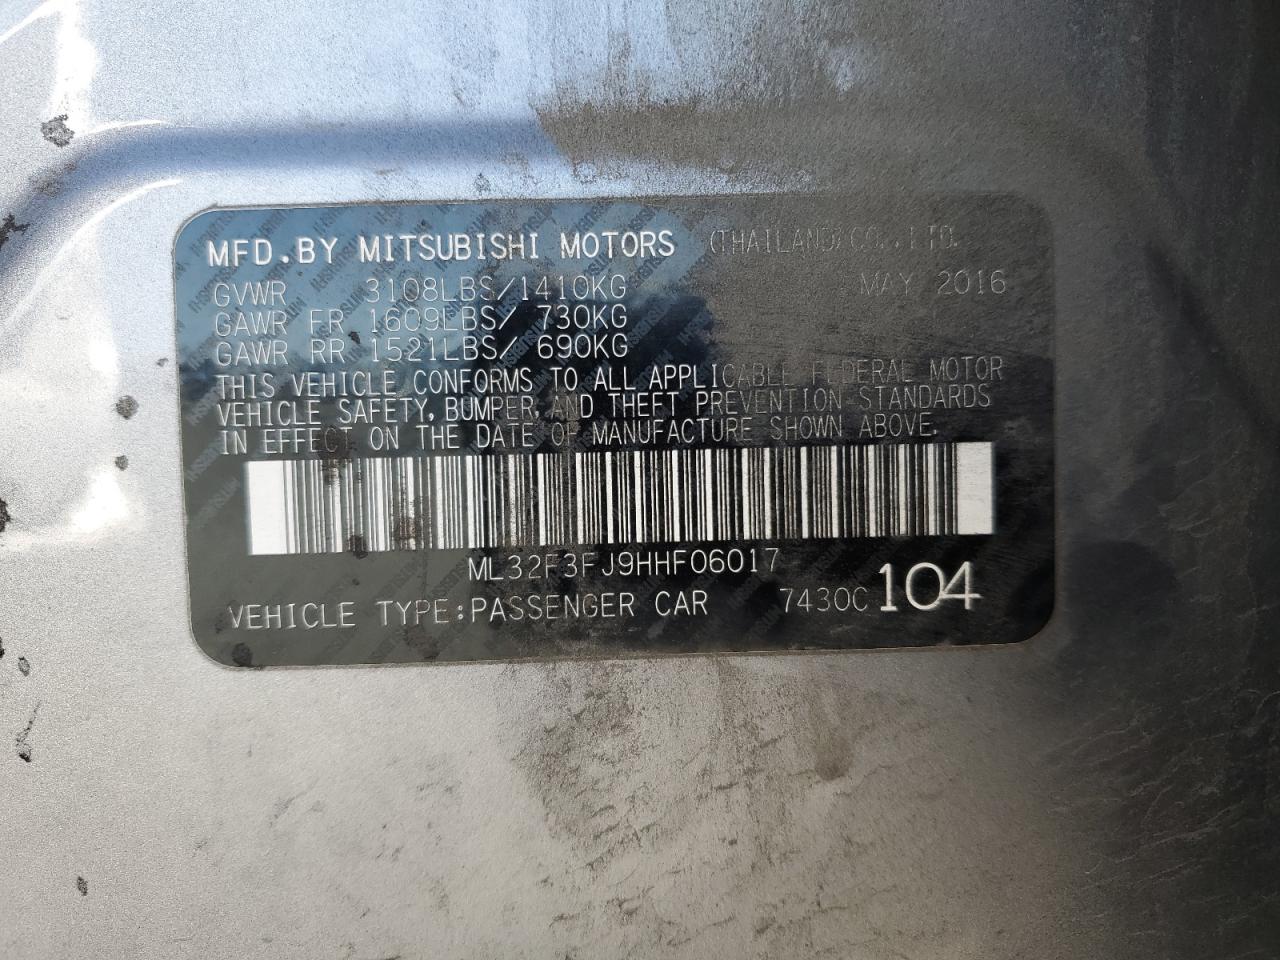 MFD.BY MITSUBISHI MOTORS (THAILAND)CO.,LTD.
GVWR 3108LBS/1410KG MAY 2016
GAWR FR 1609LBS/ 730KG
GAWR RR 1521LBS/ 690KG
THIS VEHICLE CONFORMS TO ALL APPLICABLE FEDERAL MOTOR
VEHICLE SAFETY, BUMPER, AND THEFT PREVENTION STANDARDS
IN EFFECT ON THE DATE OF MANUFACTURE SHOWN ABOVE.
ML32F3FJ9HHF06017
VEHICLE TYPE:PASSENGER CAR 7430C 104